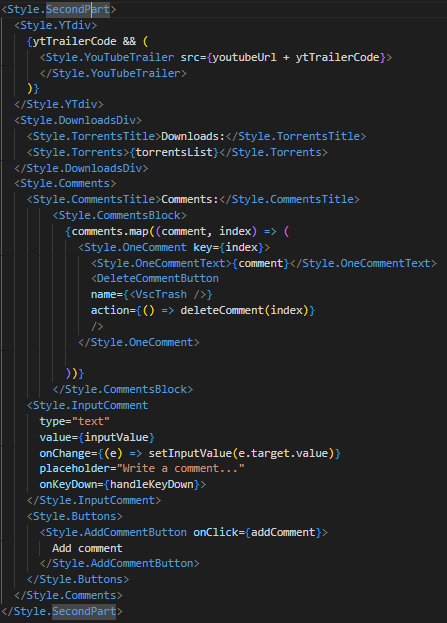 <Style.SecondPart>
<Style.YTdiv>
{ytTrailerCode && (
<Style.YouTubeTrailer src={youtubeUrl + ytTrailerCode}>
</Style.YouTubeTrailer>
)}
</Style.YTdiv>
<Style.DownloadsDiv>
<Style.TorrentsTitle>Downloads:</Style.TorrentsTitle>
<Style.Torrents>{torrentsList}</Style.Torrents>
</Style.DownloadsDiv>
<Style.Comments>
<Style.CommentsTitle>Comments:</Style.CommentsTitle>
<Style.CommentsBlock>
{comments.map((comment, index) => (
<Style.OneComment key={index}>
<Style.OneCommentText>{comment}</Style.OneCommentText>
<DeleteCommentButton
name={<VscTrash />}
action={() => deleteComment(index)}
/>
</Style.OneComment>
))}
</Style.CommentsBlock>
<Style.InputComment
type="text"
value={inputValue}
onChange={(e) => setInputValue(e.target.value)}
placeholder="Write a comment..."
onKeyDown={handleKeyDown}>
</Style.InputComment>
<Style.Buttons>
<Style.AddCommentButton onClick={addComment}>
Add comment
</Style.AddCommentButton>
</Style.Buttons>
</Style.Comments>
</Style.SecondPart>